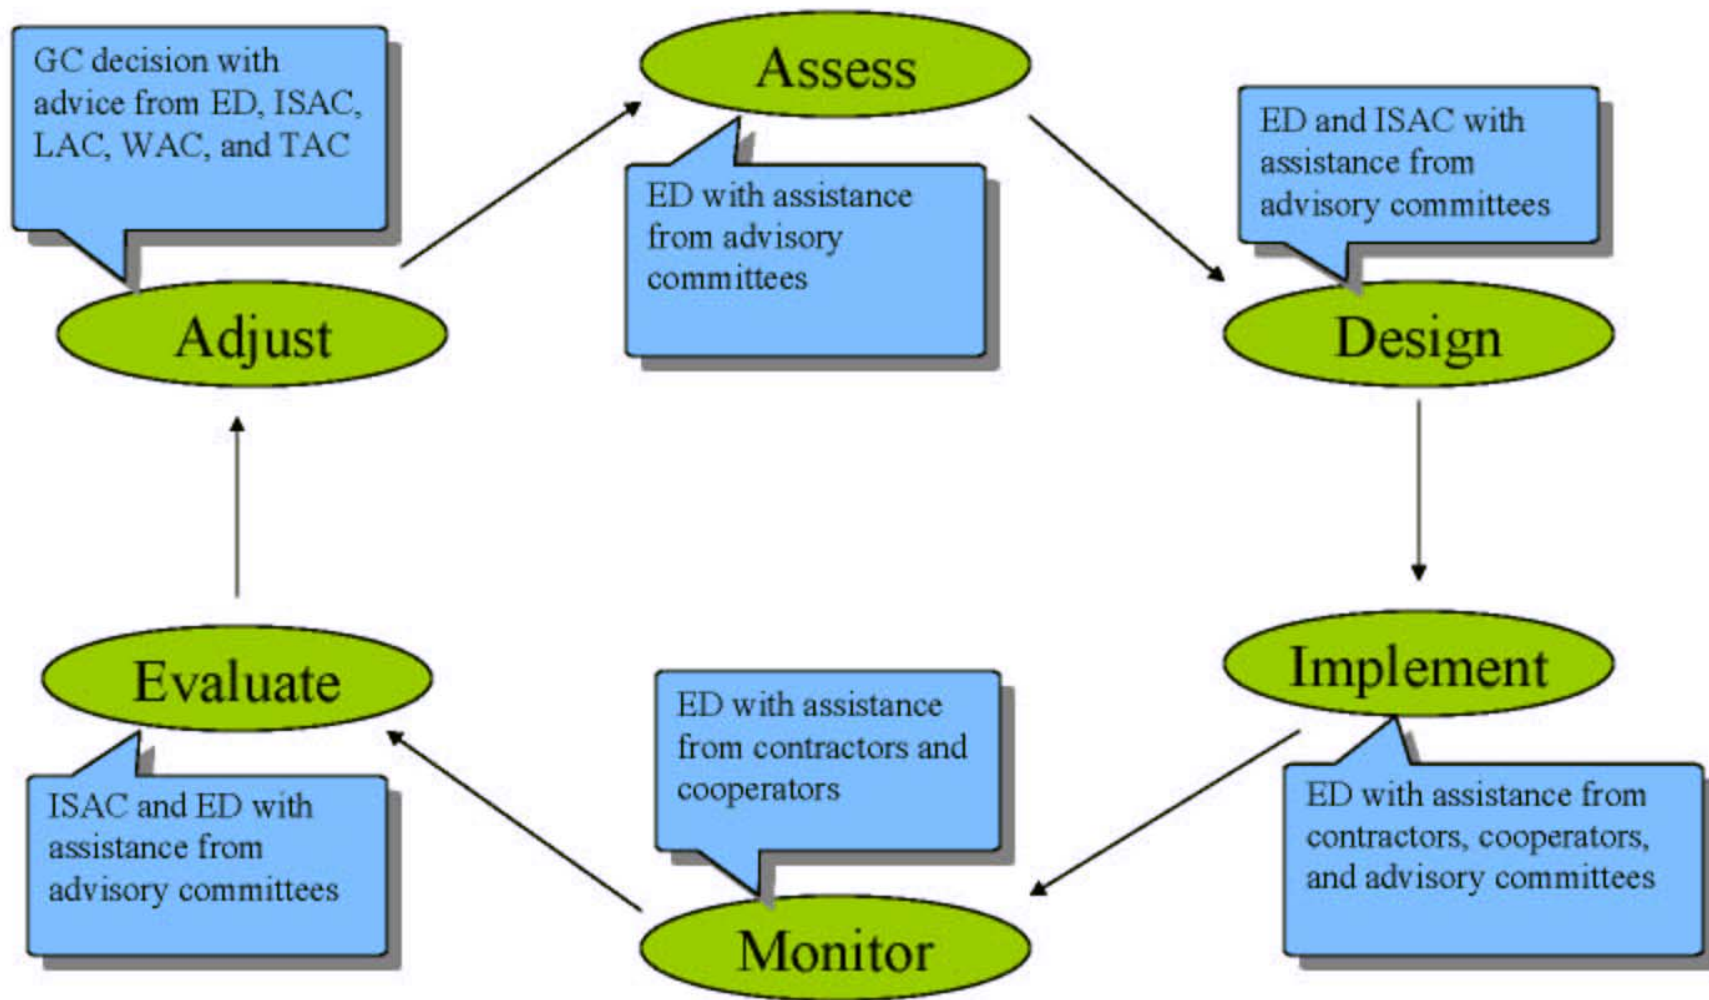 Assess
GC decision with
advice from ED, ISAC,
LAC, WAC, and TAC
ED and ISAC with
assistance from
advisory committees
ED with assistance
from advisory
committees
Adjust
Design
Evaluate
Implement
ED with assistance
from contractors and
cooperators
ISAC and ED with
assistance from
advisory committees
ED with assistance from
contractors, cooperators,
and advisory committees
Monitor